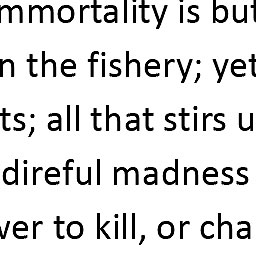 mmortality is but
n the fishery; yet
ts; all that stirs u
direful madness
ver to kill, or cha